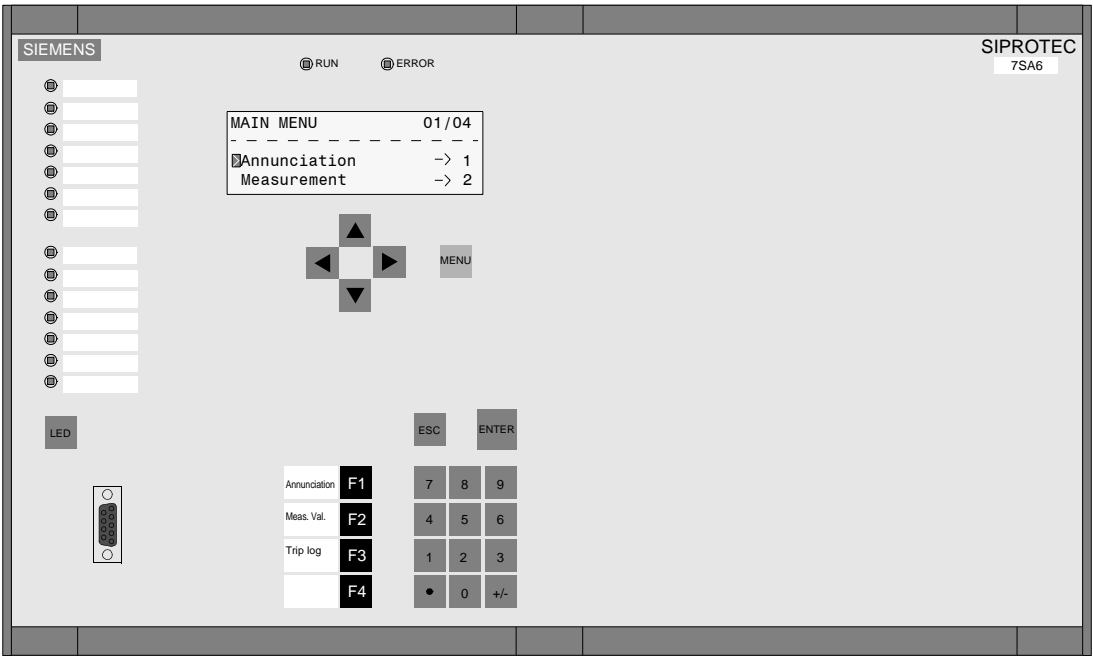 SIEMENS
SIPROTEC
7SA6
RUN
ERROR
MAIN MENU 01/04
Annunciation -> 1
Measurement -> 2
MENU
LED
ESC
ENTER
Annunciation F1
7 8 9
Meas. Val. F2
4 5 6
Trip log F3
1 2 3
F4
• 0 +/-